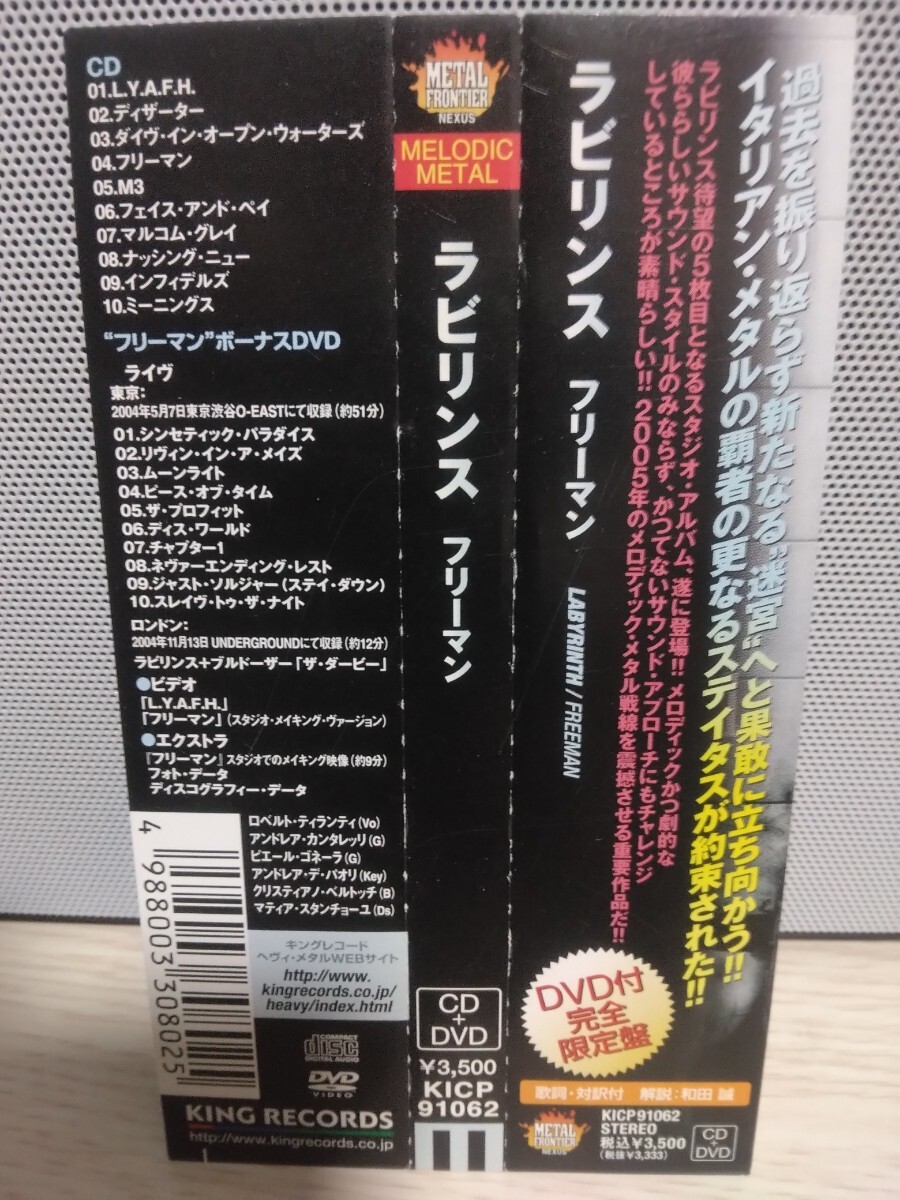 CD
01.L.Y.A.F.H.
02.ディザーター
03.ダイヴ・イン・オープン・ウォーターズ
04.フリーマン
05.M3
06.フェイス・アンド・ペイ
07.マルコム・グレイ
08.ナッシング・ニュー
09.インフィデルズ
10.ミーニングス
“フリーマン”ボーナスDVD
ライヴ
東京：
2004年5月7日東京渋谷O-EASTにて収録（約51分）
01.シンセティック・パラダイス
02.リヴィン・イン・ア・メイズ
03.ムーンライト
04.ピース・オブ・タイム
05.ザ・プロフィット
06.ディス・ワールド
07.チャプター1
08.ネヴァーエンディング・レスト
09.ジャスト・ソルジャー（ステイ・ダウン）
10.スレイヴ・トゥ・ザ・ナイト
ロンドン：
2004年11月13日 UNDERGROUNDにて収録（約12分）
ラビリンス＋ブルドーザー「ザ・ダービー」
●ビデオ
「L.Y.A.F.H.」
「フリーマン」（スタジオ・メイキング・ヴァージョン）
●エクストラ
『フリーマン』スタジオでのメイキング映像（約9分）
フォト・データ
ディスコグラフィー・データ
ロベルト・ティランティ（Vo）
アンドレア・カンタレッリ（G）
ピエール・ゴネーラ（G）
アンドレア・デ・パオリ（Key）
クリスティアノ・ベルトッチ（B）
マティア・スタンチョーユ（Ds）
4 988003 308025
キングレコード
ヘヴィ・メタルWEBサイト
http://www.
kingrecords.co.jp/
heavy/index.html
COMPACT
disc
DIGITAL AUDIO
DVD
VIDEO
KING RECORDS
http://www.kingrecords.co.jp
METAL
FRONTIER
NEXUS
MELODIC
METAL
ラビリンス フリーマン
CD
+
DVD
￥3,500
KICP
91062
METAL
FRONTIER
NEXUS
過去を振り返らず新たなる“迷宮”へと果敢に立ち向かう!!
イタリアン・メタルの覇者の更なるステイタスが約束された!!
ラビリンス待望の5枚目となるスタジオ・アルバム、遂に登場!! メロディックかつ劇的な
彼ららしいサウンド・スタイルのみならず、かつてないサウンド・アプローチにもチャレンジ
しているところが素晴らしい!! 2005年のメロディック・メタル戦線を震撼させる重要作品だ!!
ラビリンス フリーマン
LABYRINTH / FREEMAN
DVD付
完全
限定盤
歌詞・対訳付 解説：和田 誠
METAL
FRONTIER
NEXUS
KICP 91062
STEREO
税込￥3,500
（税抜￥3,333）
CD
+
DVD